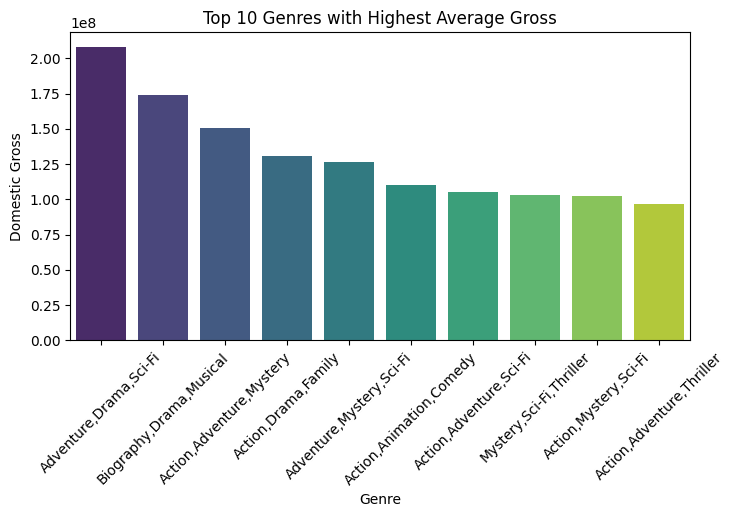 Top 10 Genres with Highest Average Gross
1e8
2.00
1.75
1.50
1.25
1.00
0.75
0.50
0.25
0.00
Domestic Gross
Adventure,Drama,Sci-Fi
Biography,Drama,Musical
Action,Adventure,Mystery
Action,Drama,Family
Adventure,Mystery,Sci-Fi
Action,Animation,Comedy
Action,Adventure,Sci-Fi
Mystery,Sci-Fi,Thriller
Action,Mystery,Sci-Fi
Action,Adventure,Thriller
Genre